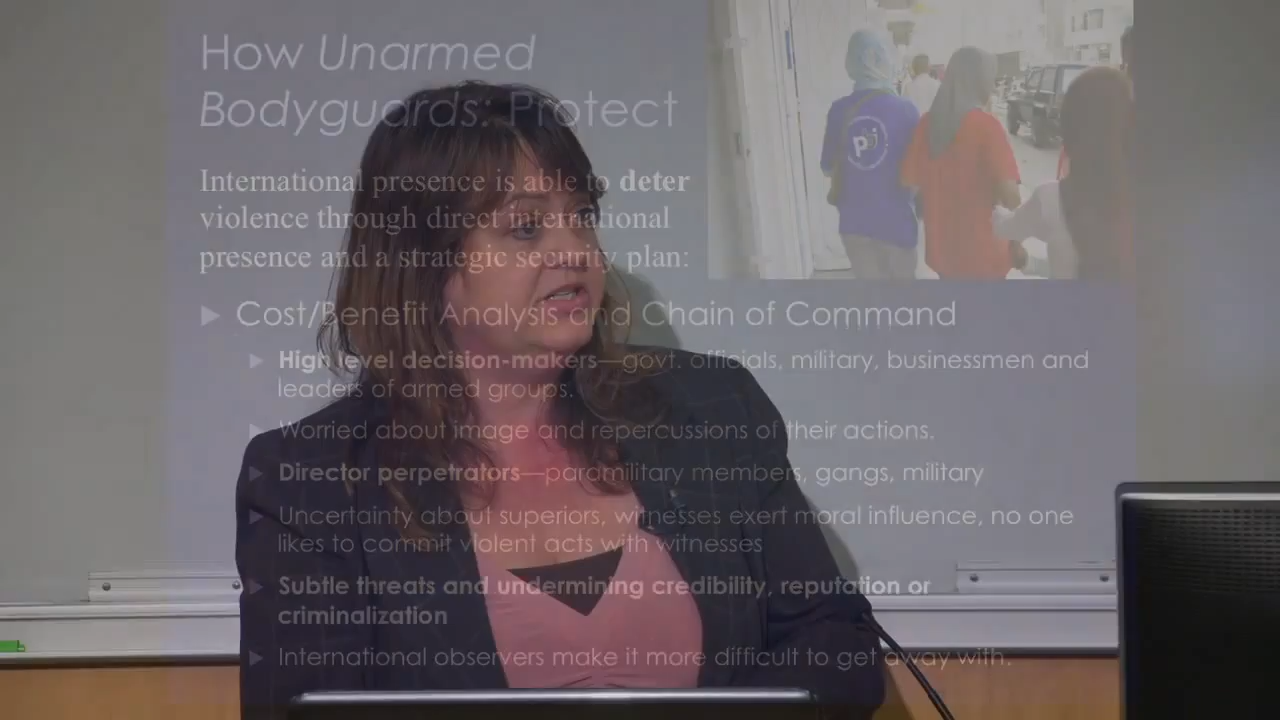 How Unarmed
Bodyguards: Protect
International presence is able to deter
violence through direct international
presence and a strategic security plan:
Cost/Benefit Analysis and Chain of Command
High level decision-makers—govt. officials, military, businessmen and
leaders of armed groups.
Worried about image and repercussions of their actions.
Director perpetrators—paramilitary members, gangs, military
Uncertainty about superiors, witnesses exert moral influence, no one
likes to commit violent acts with witnesses
Subtle threats and undermining credibility, reputation or
criminalization
International observers make it more difficult to get away with.